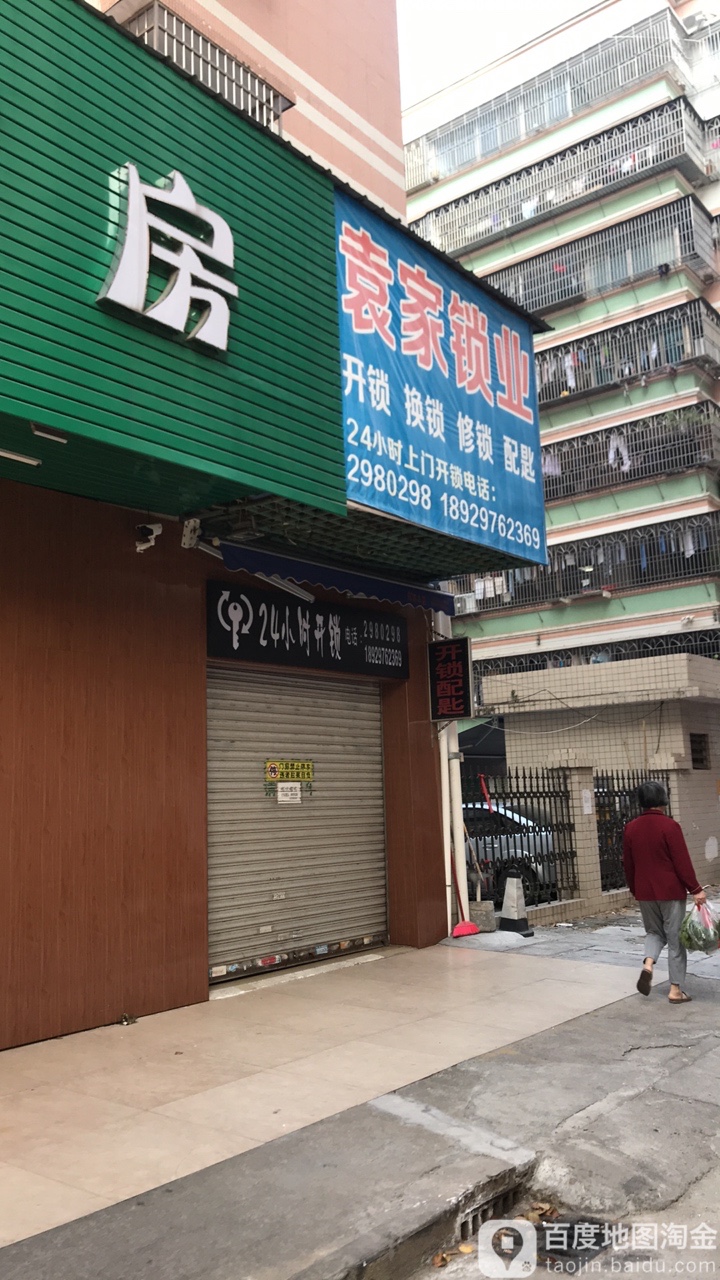 房
袁家锁业
开锁 换锁 修锁 配匙
24小时上门开锁电话：
2980298 18929762369
24小时开锁 电话：2980298
18929762369
开锁配匙
百度地图淘金
taojin.baidu.com